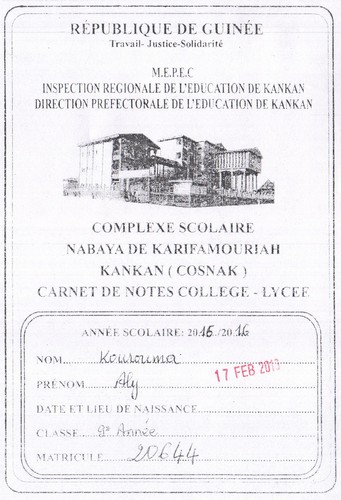 RÉPUBLIQUE DE GUINÉE
Travail- Justice-Solidarité
M.E.P.E.C
INSPECTION REGIONALE DE L'EDUCATION DE KANKAN
DIRECTION PREFECTORALE DE L'EDUCATION DE KANKAN
COMPLEXE SCOLAIRE
NABAYA DE KARIFAMOURIAH
KANKAN ( COSNAK )
CARNET DE NOTES COLLEGE - LYCEE
ANNÉE SCOLAIRE: 2015../2016
NOM......Kourouma
PRÉNOM......Aly
17 FEB
DATE ET LIEU DE NAISSANCE......
CLASSE....9è Année
MATRICULE......20644